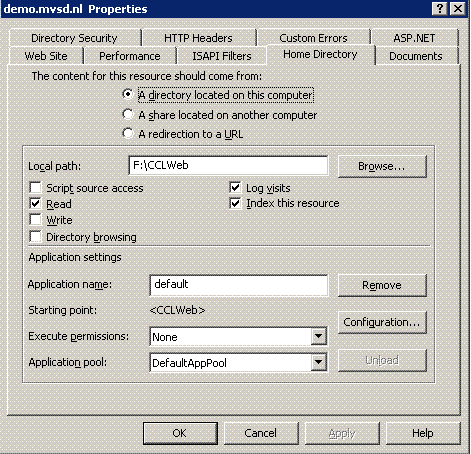 demo.mvsd.nl Properties
Directory Security HTTP Headers Custom Errors ASP.NET
Web Site Performance ISAPI Filters Home Directory Documents
The content for this resource should come from:
A directory located on this computer
A share located on another computer
A redirection to a URL
Local path: F:\CCLWeb Browse...
Script source access Log visits
Read Index this resource
Write
Directory browsing
Application settings
Application name: default Remove
Starting point: <CCLWeb>
Configuration...
Execute permissions: None
Application pool: DefaultAppPool Unload
OK Cancel Apply Help